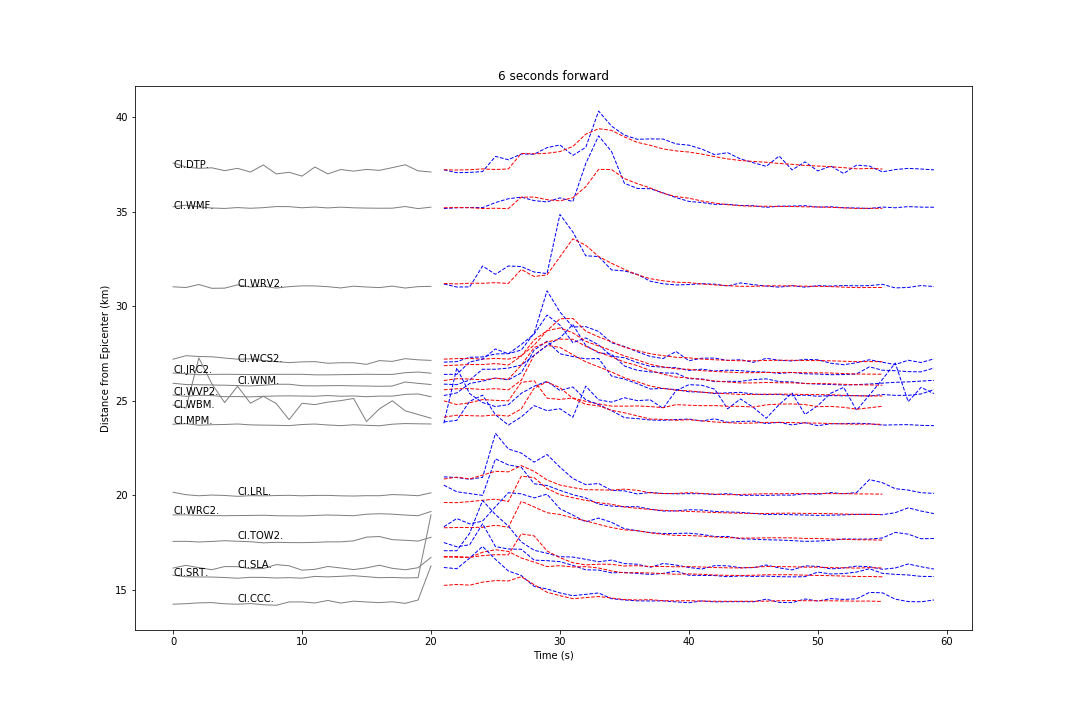 6 seconds forward
Distance from Epicenter (km)
40
35
30
25
20
15
CI.DTP.
CI.WMF.
CI.WRV2.
CI.WCS2.
CI.JRC2.
CI.WNM.
CI.WVP2.
CI.WBM.
CI.MPM.
CI.LRL.
CI.WRC2.
CI.TOW2.
CI.SLA.
CI.SRT.
CI.CCC.
0 10 20 30 40 50 60
Time (s)